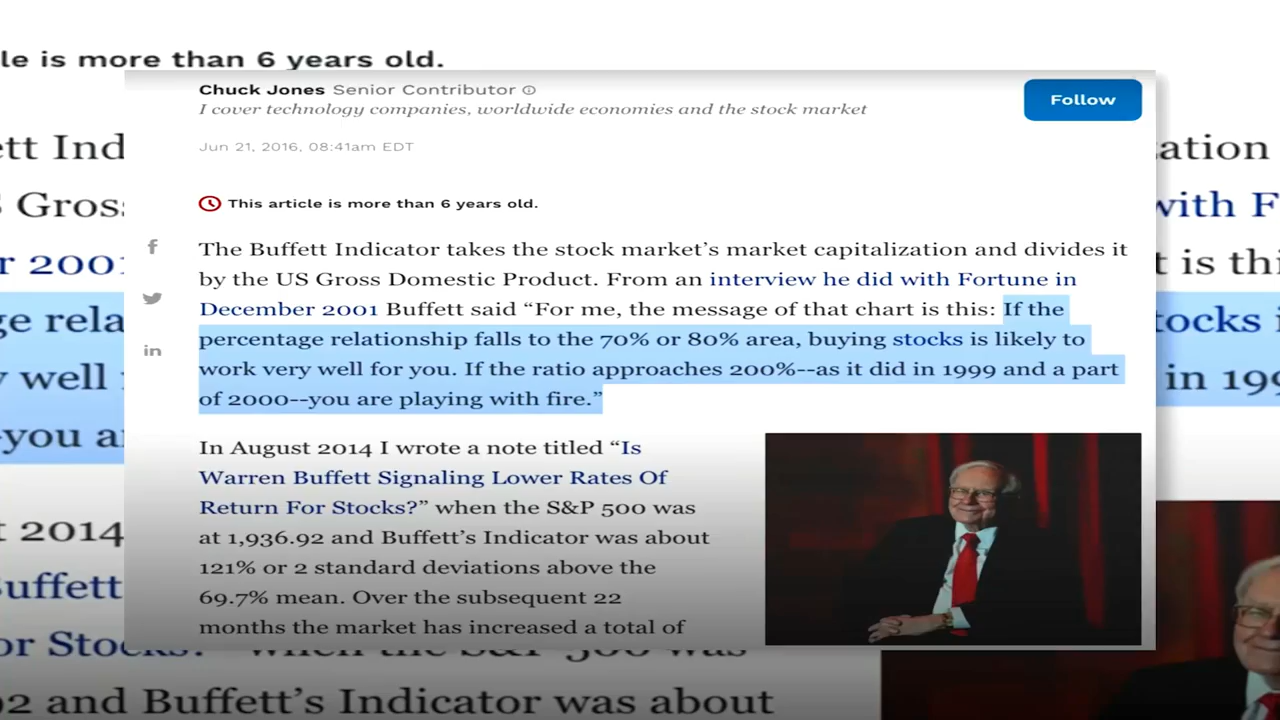 le is more than 6 years old.
Chuck Jones Senior Contributor
I cover technology companies, worldwide economies and the stock market
Follow
Jun 21, 2016, 08:41am EDT
This article is more than 6 years old.
The Buffett Indicator takes the stock market's market capitalization and divides it
by the US Gross Domestic Product. From an interview he did with Fortune in
December 2001 Buffett said “For me, the message of that chart is this: If the
percentage relationship falls to the 70% or 80% area, buying stocks is likely to
work very well for you. If the ratio approaches 200%--as it did in 1999 and a part
of 2000--you are playing with fire.”
In August 2014 I wrote a note titled “Is
Warren Buffett Signaling Lower Rates Of
Return For Stocks?” when the S&P 500 was
at 1,936.92 and Buffett's Indicator was about
121% or 2 standard deviations above the
69.7% mean. Over the subsequent 22
months the market has increased a total of
ett Ind
Gros
r 2001
ge rela
well
you a
t 2014
Buffett
or Stocks?” when the S&P 500 was
92 and Buffett's Indicator was about
zation
with F
t is thi
tocks i
in 199